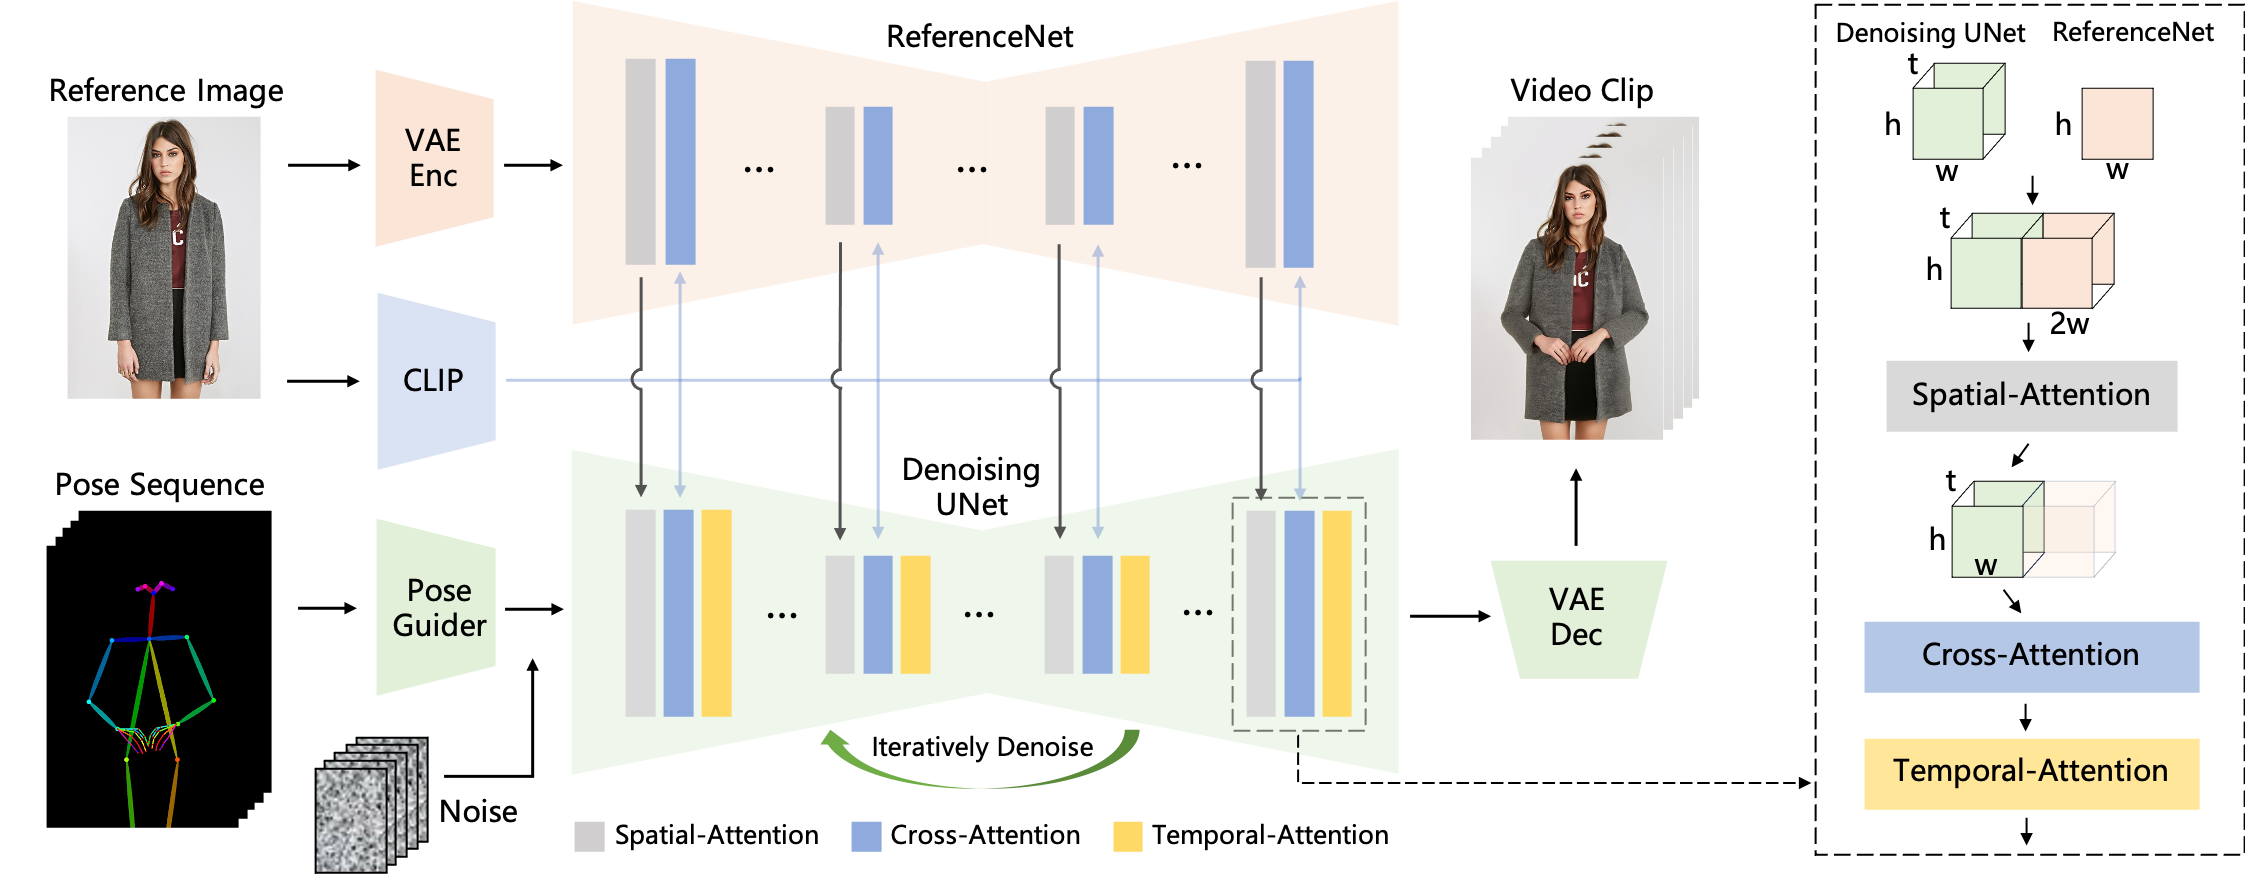 Reference Image
VAE
Enc
CLIP
Pose Sequence
Pose
Guider
Noise
ReferenceNet
...
...
...
Denoising
UNet
...
...
...
Iteratively Denoise
Spatial-Attention
Cross-Attention
Temporal-Attention
Video Clip
VAE
Dec
Denoising UNet
ReferenceNet
t
h
w
h
w
t
h
2w
Spatial-Attention
t
h
w
Cross-Attention
Temporal-Attention